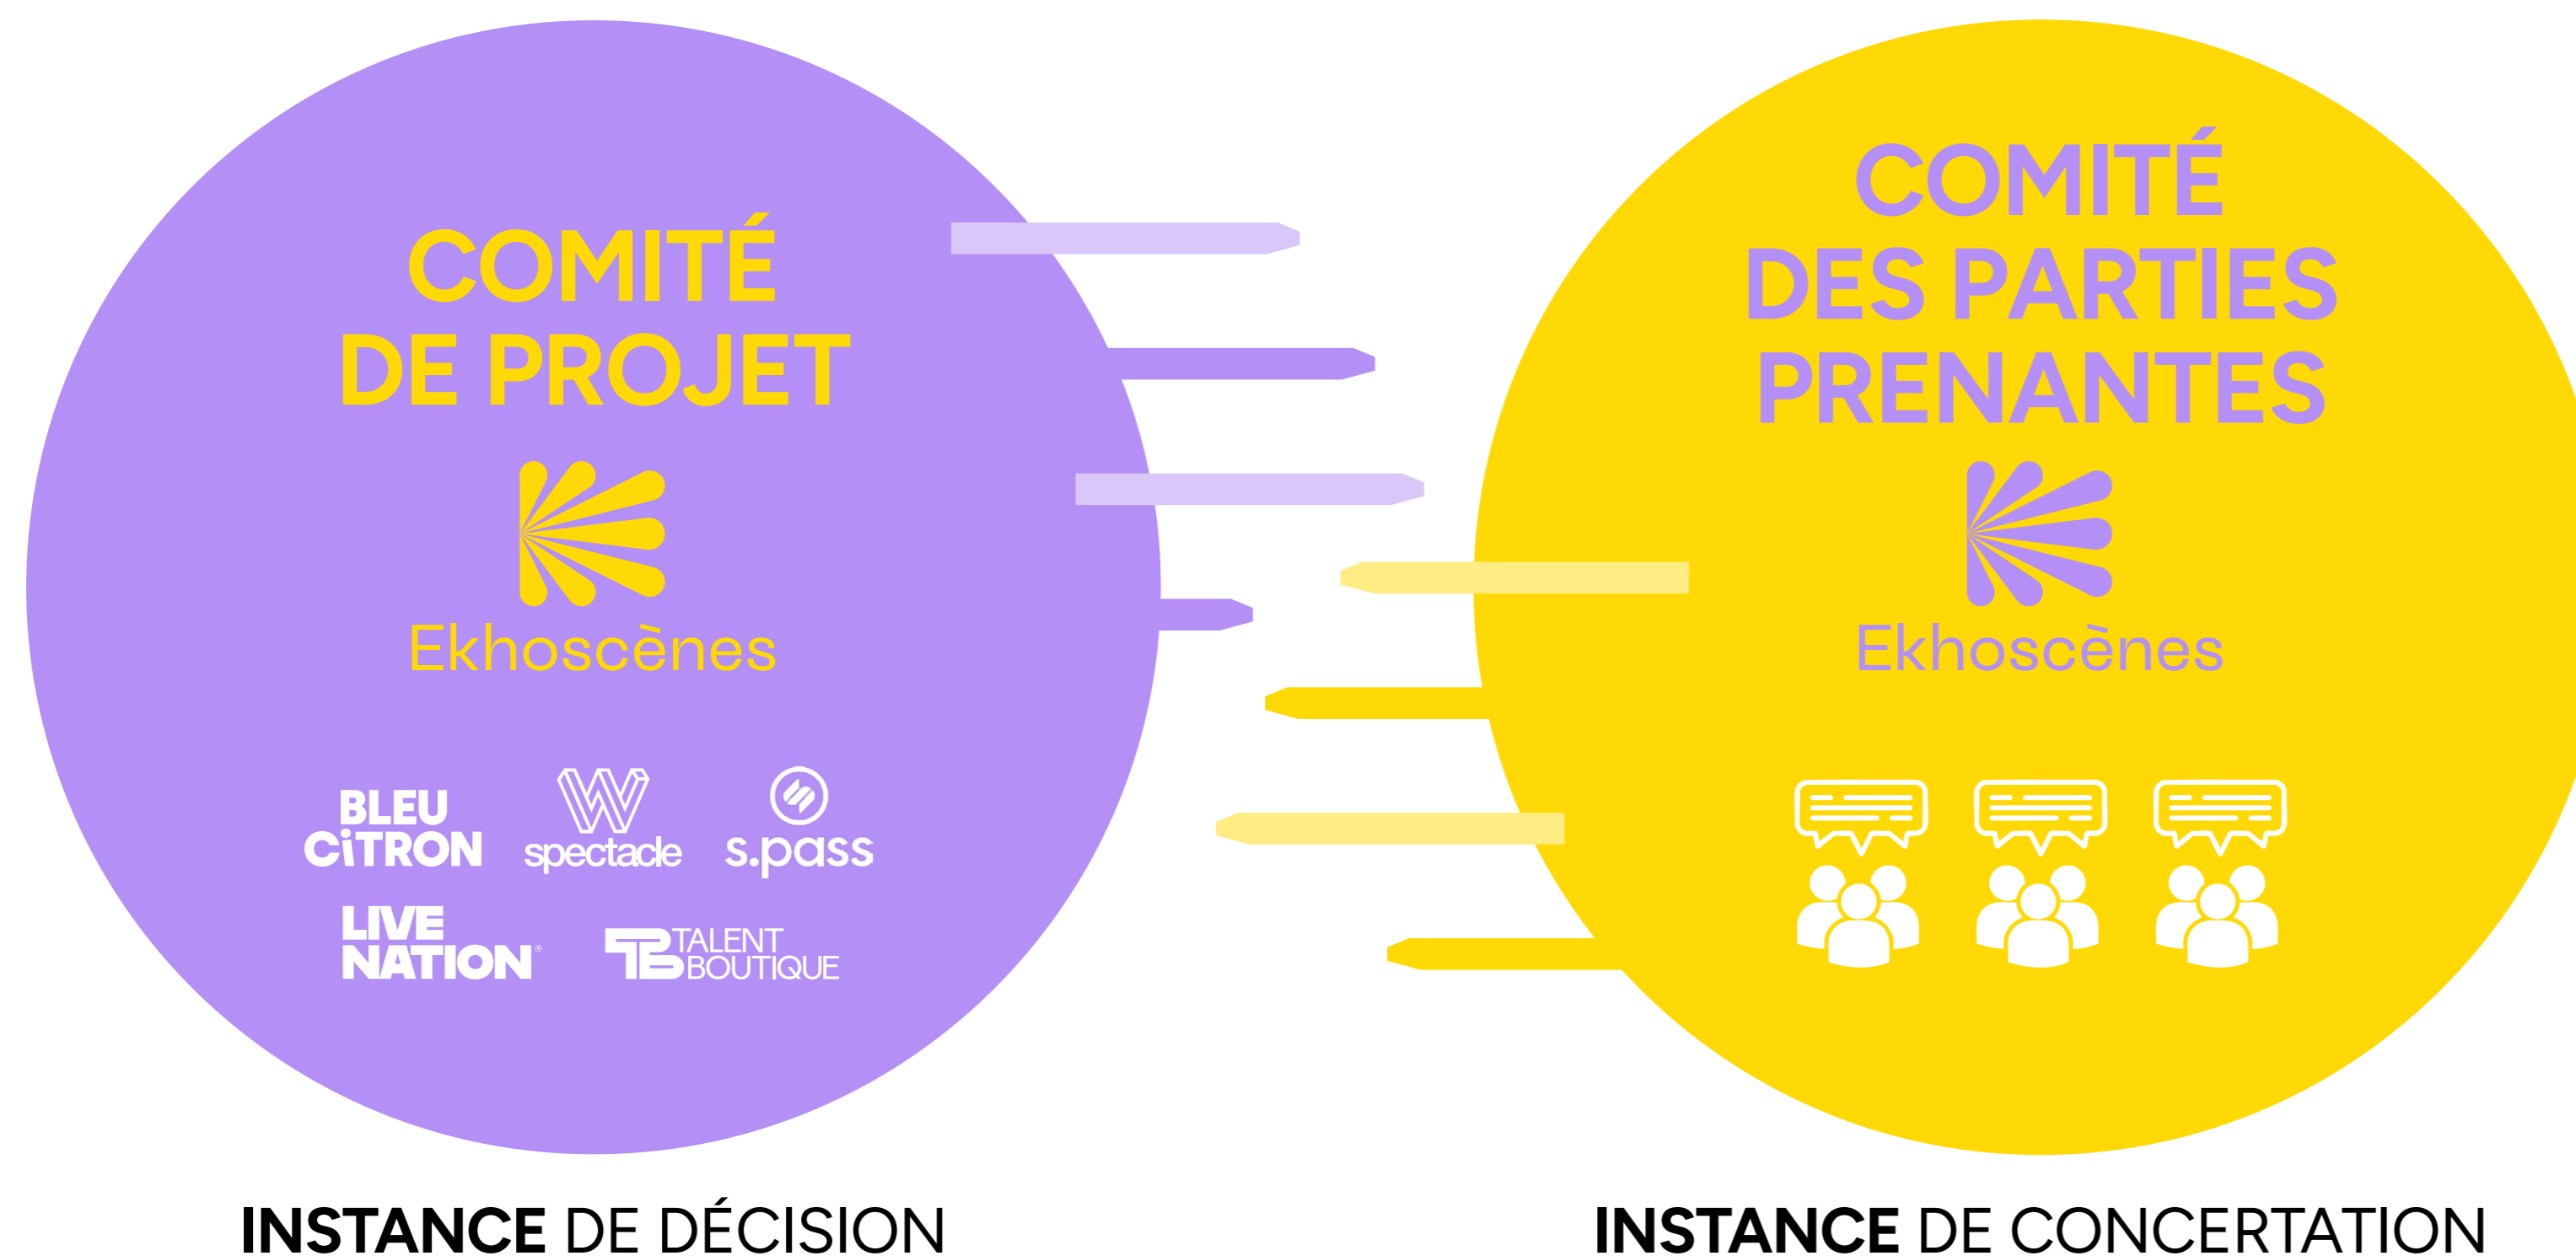 COMITÉ
DE PROJET
Ekhoscènes
BLEU
CiTRON
W
spectacle
s.pass
LIVE
NATION®
TB TALENT
BOUTIQUE
INSTANCE DE DÉCISION
COMITÉ
DES PARTIES
PRENANTES
Ekhoscènes
INSTANCE DE CONCERTATION